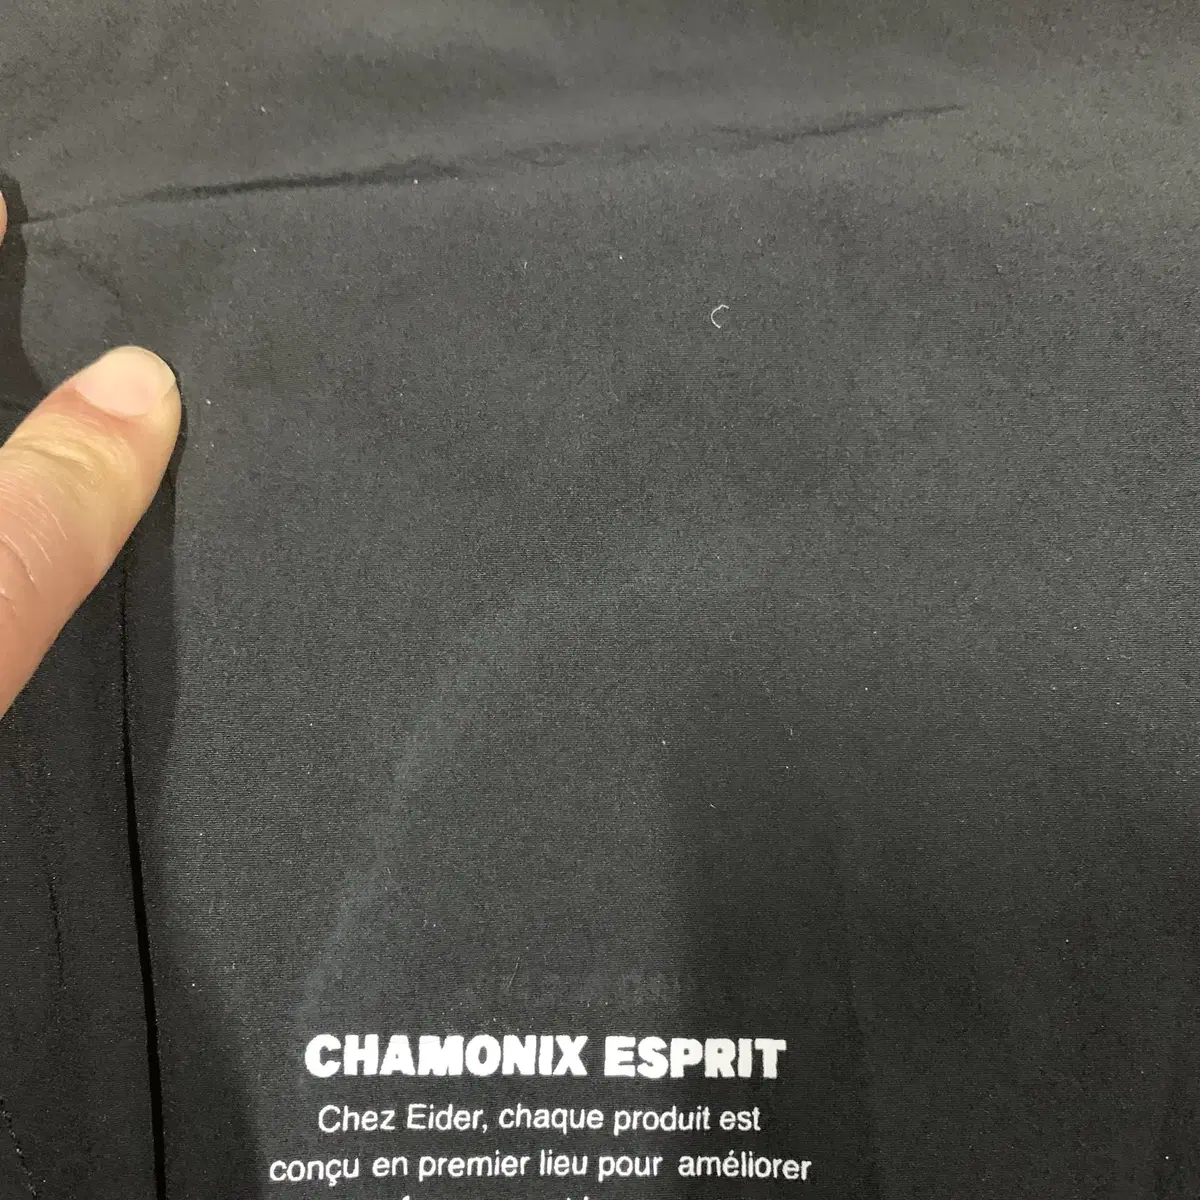 CHAMONIX ESPRIT
Chez Eider, chaque produit est
conçu en premier lieu pour améliorer